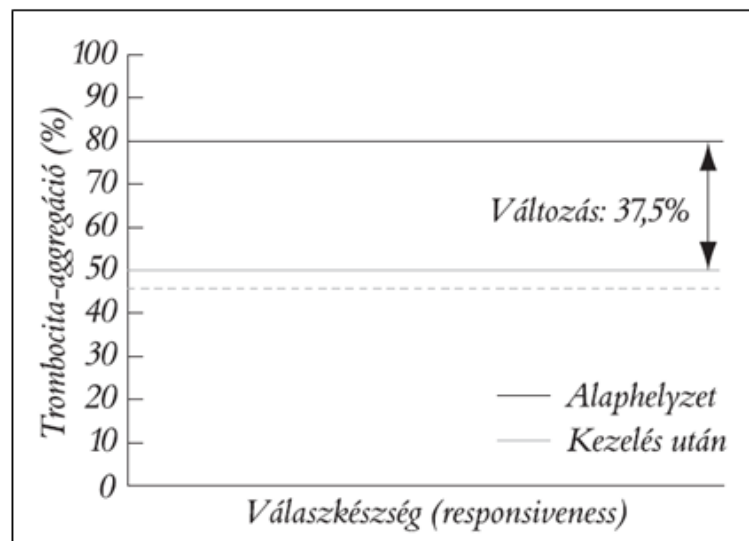 Trombocita-aggregáció (%)
100
90
80
70
60
50
40
30
20
10
0
Változás: 37,5%
Alaphelyzet
Kezelés után
Válaszkészség (responsiveness)